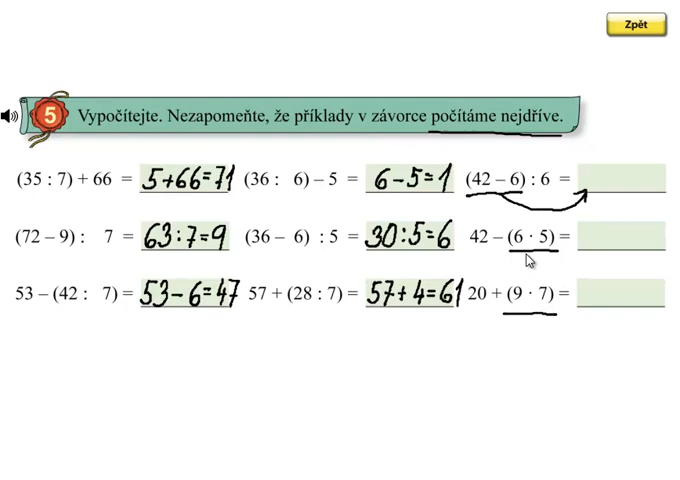 Zpět
5 Vypočítejte. Nezapomeňte, že příklady v závorce počítáme nejdříve.
(35 : 7) + 66 = 5+66=71 (36 : 6) – 5 = 6-5=1 (42 – 6) : 6 =
(72 – 9) : 7 = 63:7=9 (36 – 6) : 5 = 30:5=6 42 – (6 · 5) =
53 – (42 : 7) = 53-6=47 57 + (28 : 7) = 57+4=61 20 + (9 · 7) =